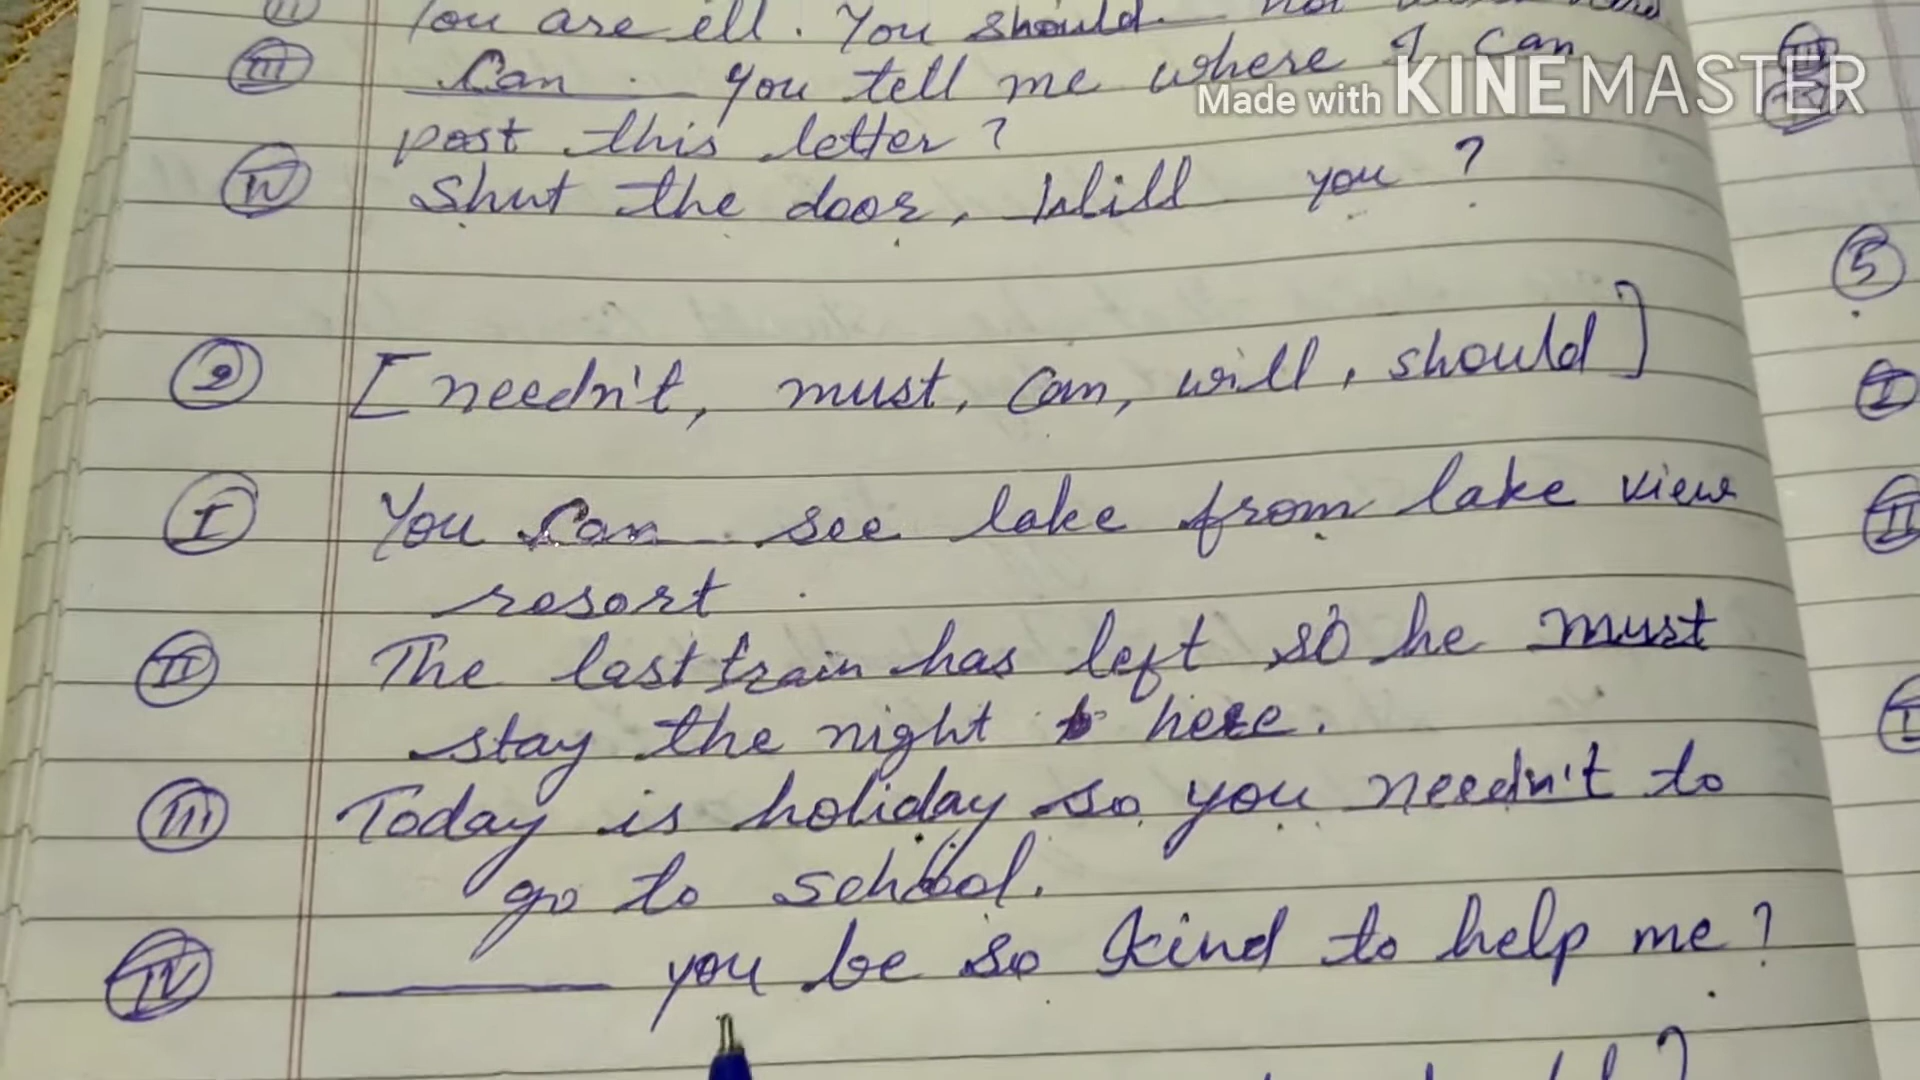 II You are ill. You should not
III Can you tell me where I can
Made with KINEMASTER
post this letter?
IV Shut the door, Will you?
2 [needn't, must, can, will, should]
I You Can see lake from lake view
resort
II The last train has left so he must
stay the night here.
III Today is holiday so you needn't to
go to school.
IV ______ you be so kind to help me?
5
I
II